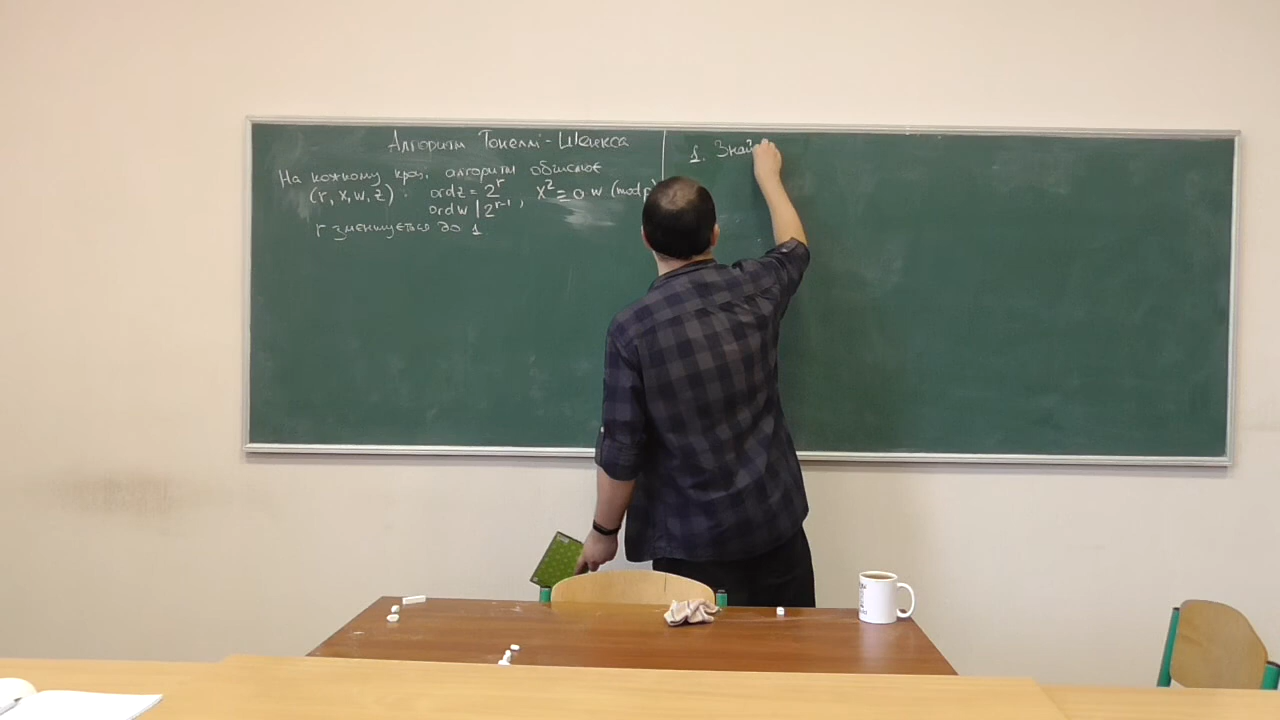 Алгоритм Тонеллі - Шенкса
На кожному кроці алгоритм обчислює
(r, x, w, z) : ord z = 2^r
ord w | 2^{r-1} , x^2 ≡ a w (mod p)
r зменшується до 1
1. Знай